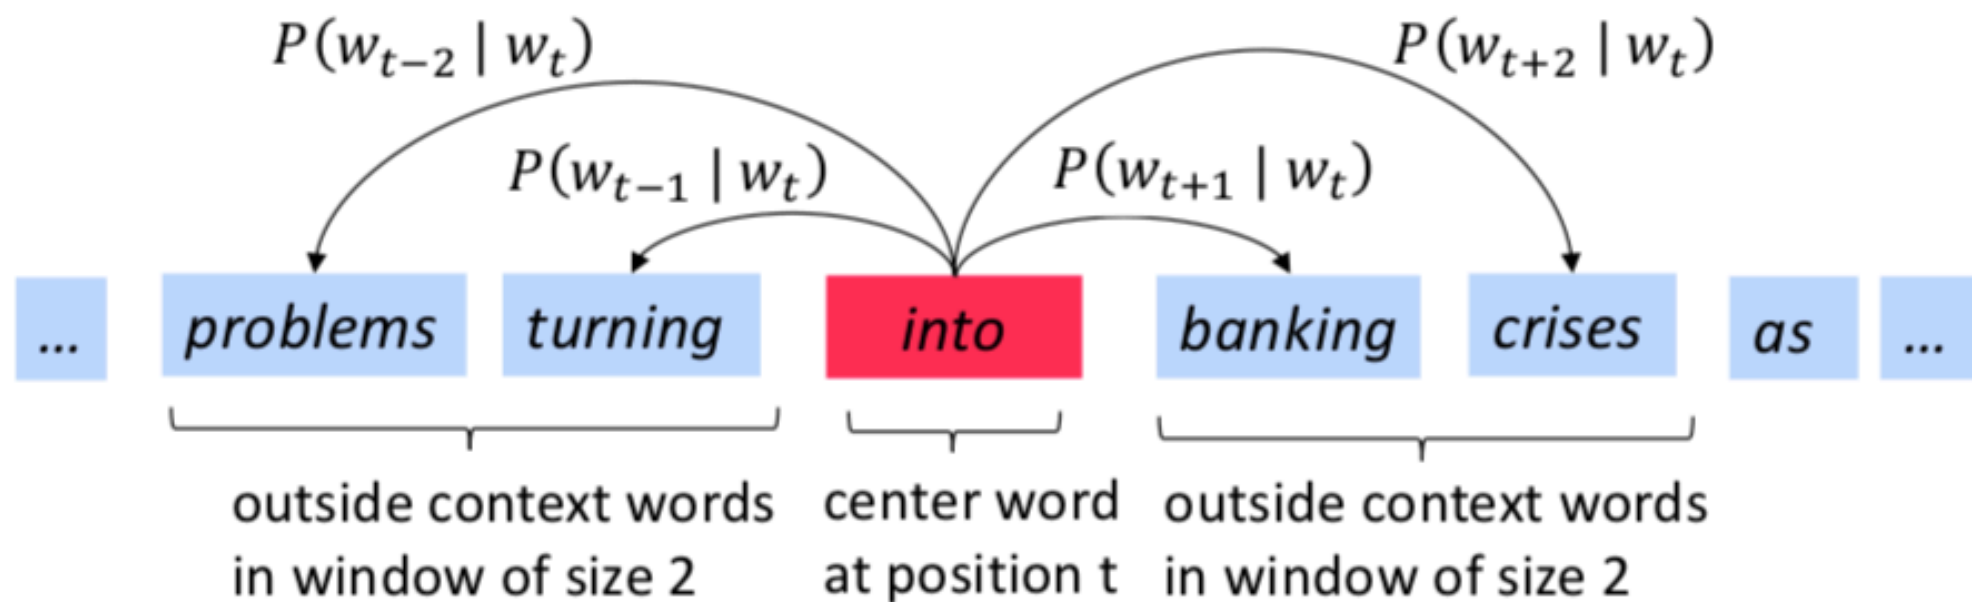 P(w_{t−2} | w_t) P(w_{t+2} | w_t)
P(w_{t−1} | w_t) P(w_{t+1} | w_t)
... problems turning into banking crises as ...
outside context words center word outside context words
in window of size 2 at position t in window of size 2